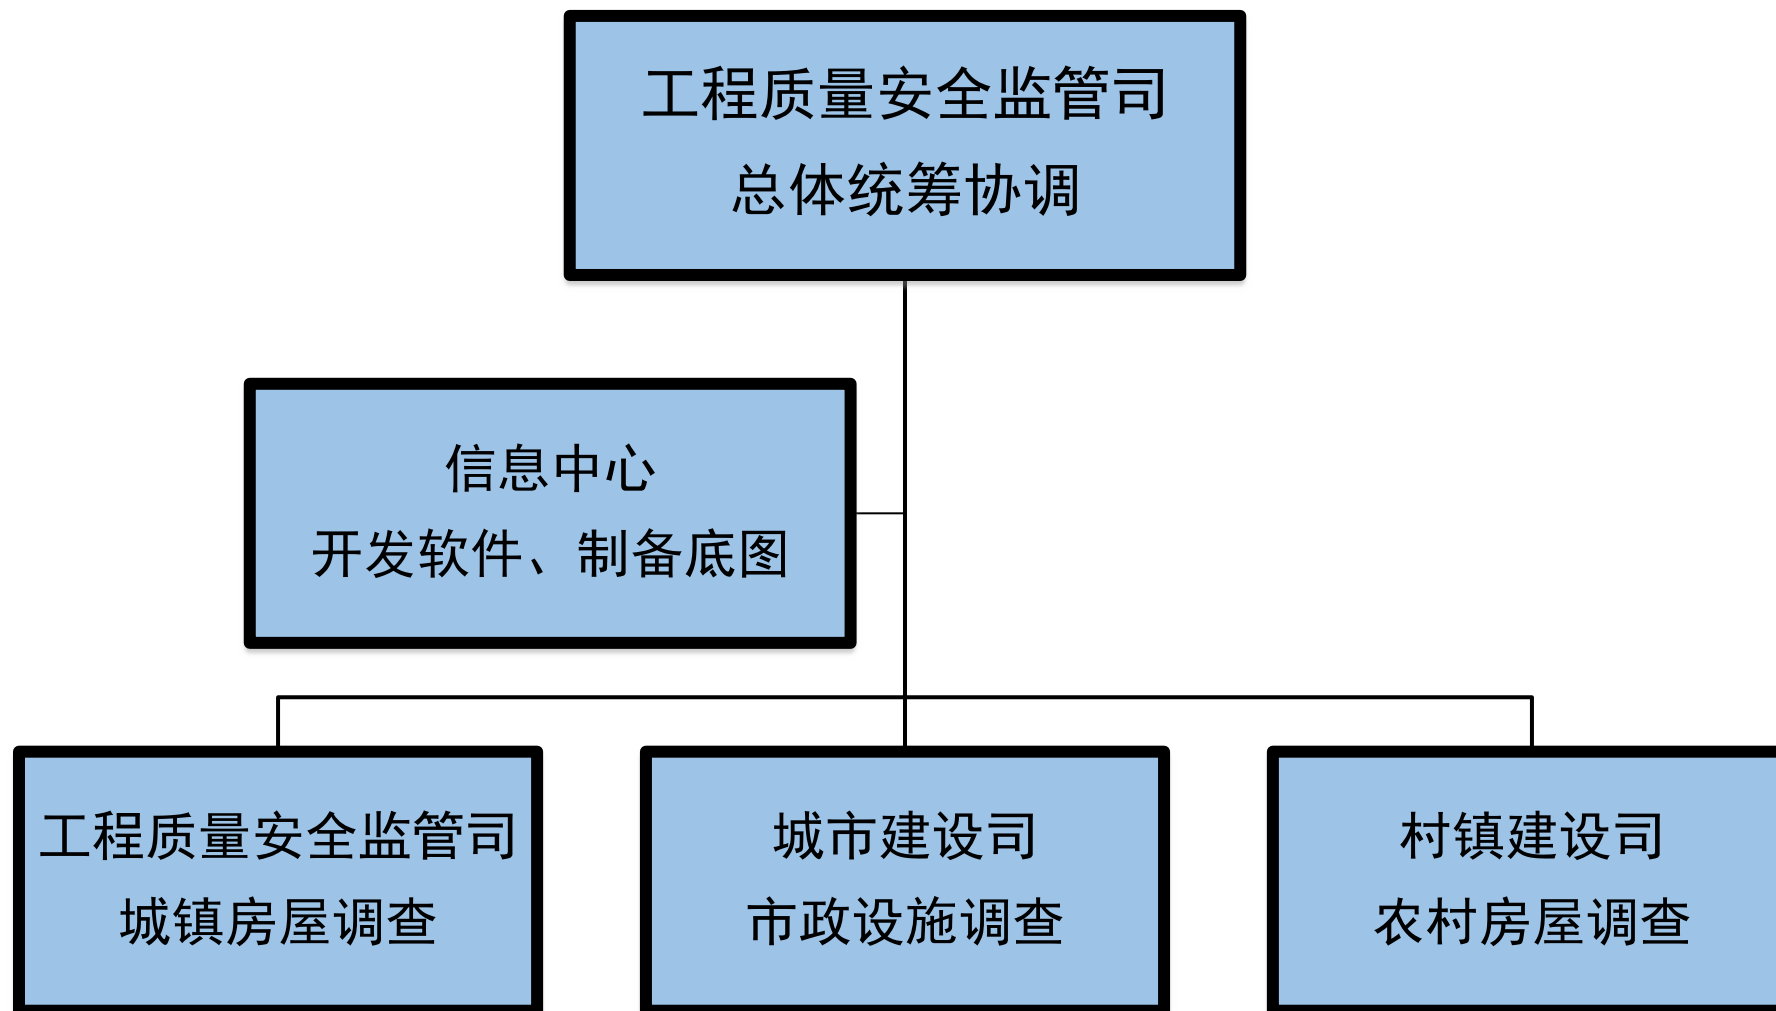 工程质量安全监管司
总体统筹协调
信息中心
开发软件、制备底图
工程质量安全监管司
城镇房屋调查
城市建设司
市政设施调查
村镇建设司
农村房屋调查